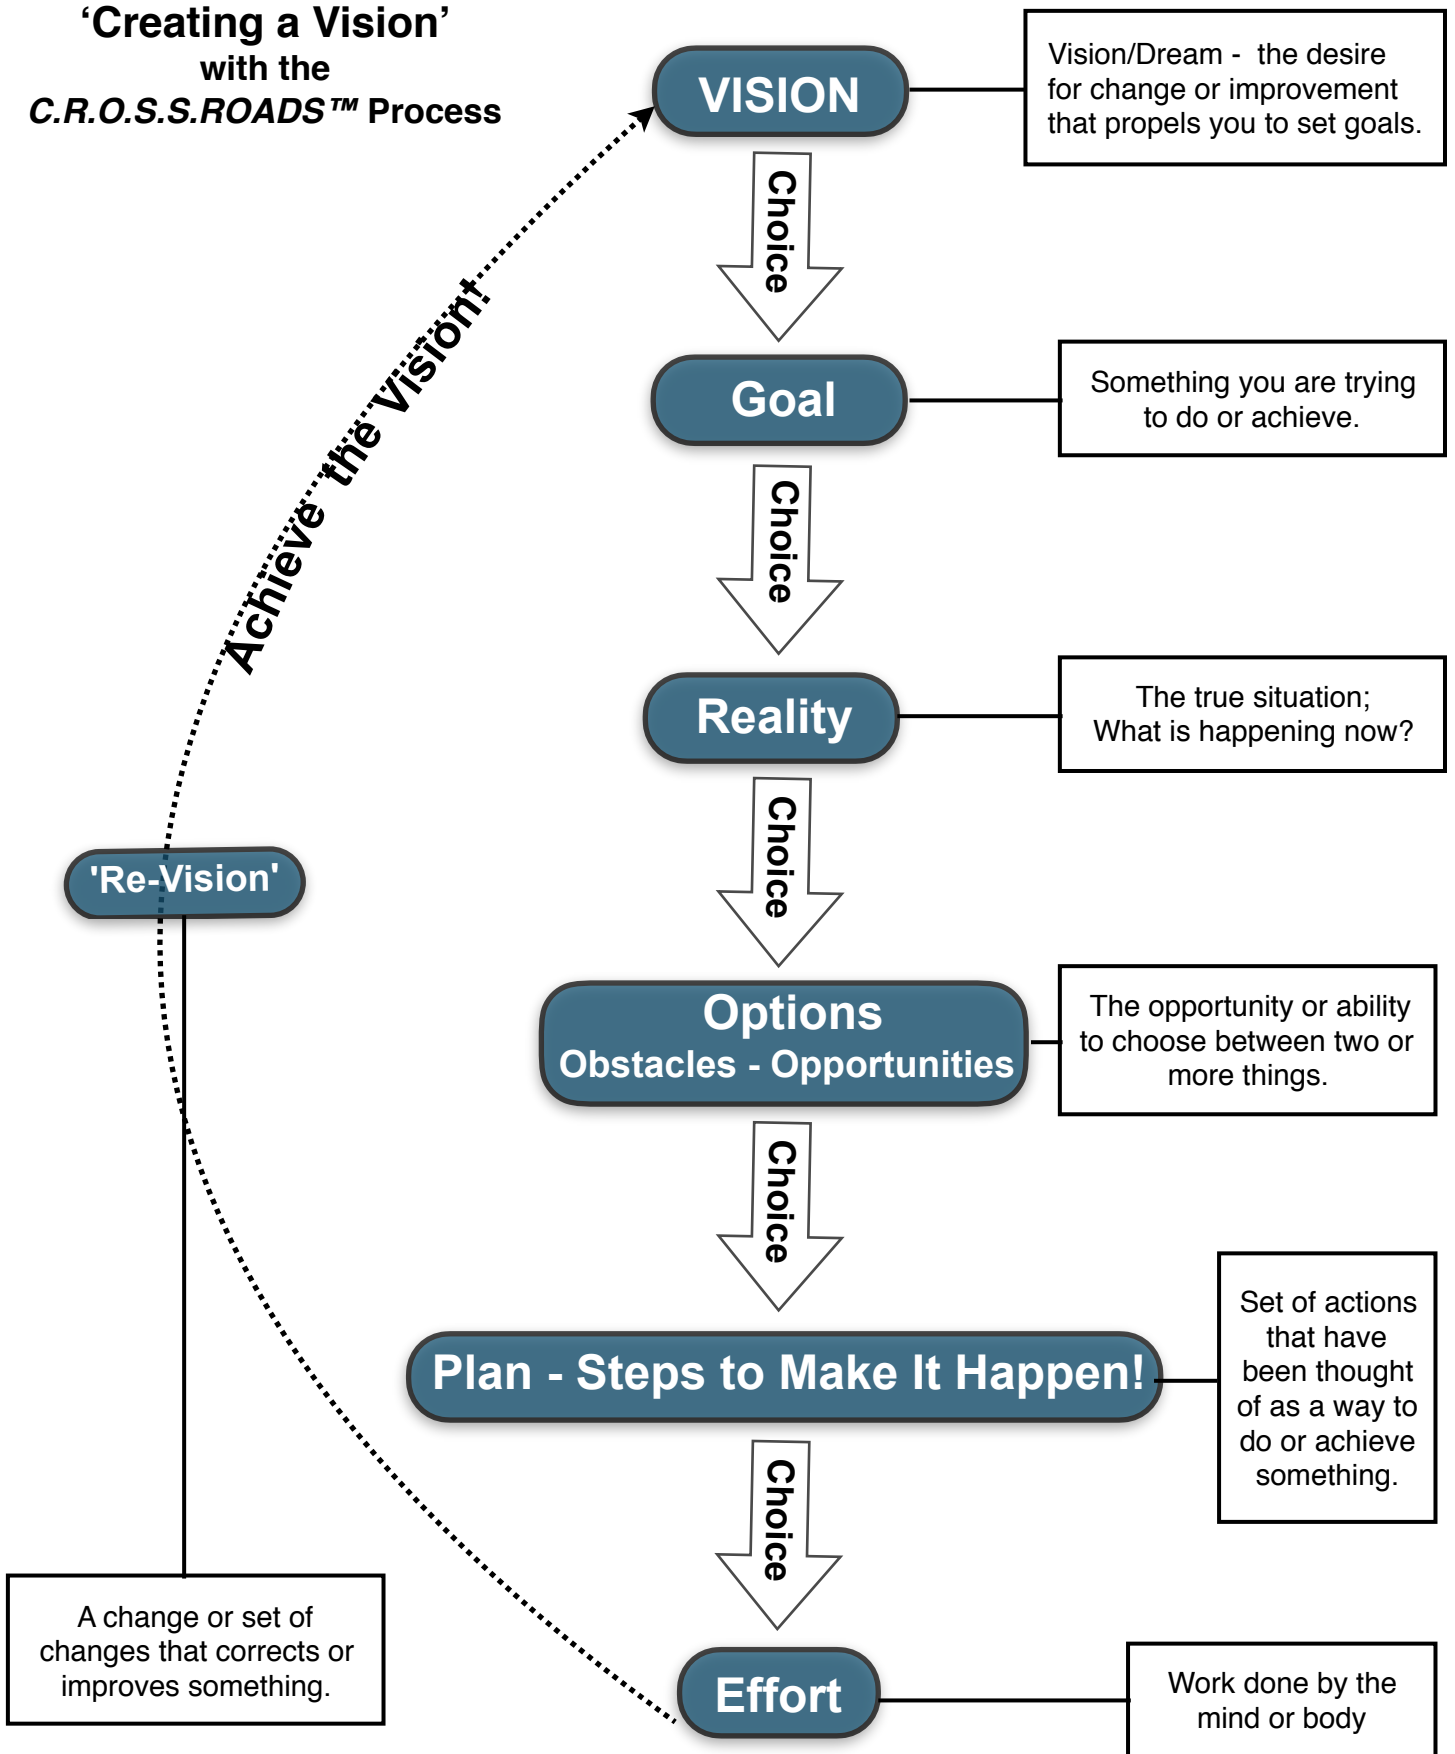 ‘Creating a Vision’
with the
C.R.O.S.S.ROADS™ Process
VISION
Vision/Dream - the desire
for change or improvement
that propels you to set goals.
Choice
Achieve the Vision!
Goal
Something you are trying
to do or achieve.
Choice
Reality
The true situation;
What is happening now?
Choice
'Re-Vision'
Options
Obstacles - Opportunities
The opportunity or ability
to choose between two or
more things.
Choice
Plan - Steps to Make It Happen!
Set of actions
that have
been thought
of as a way to
do or achieve
something.
Choice
A change or set of
changes that corrects or
improves something.
Effort
Work done by the
mind or body